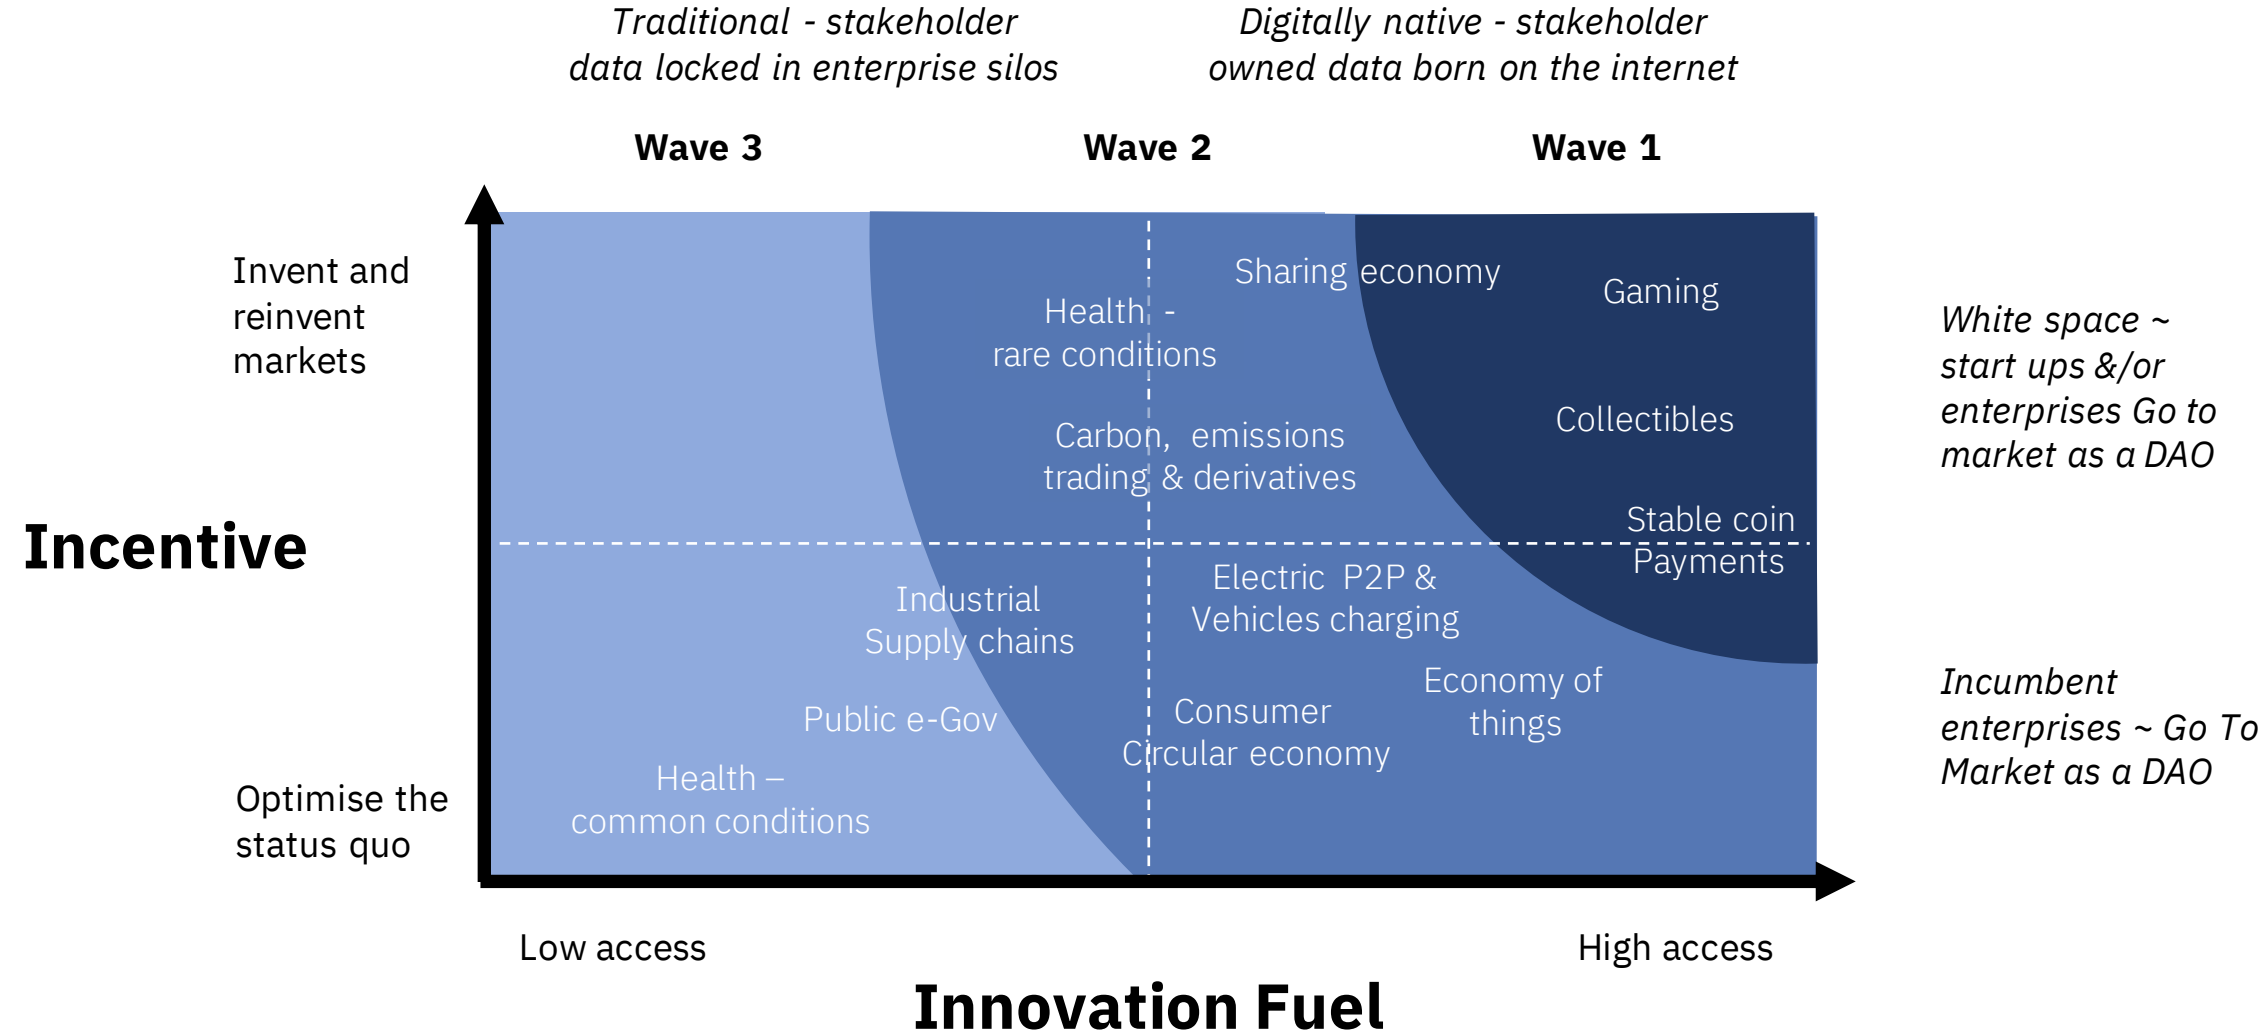 Traditional - stakeholder
data locked in enterprise silos
Digitally native - stakeholder
owned data born on the internet
Wave 3
Wave 2
Wave 1
Invent and
reinvent
markets
Incentive
Optimise the
status quo
Sharing economy
Gaming
Health -
rare conditions
Collectibles
Carbon, emissions
trading & derivatives
Stable coin
Payments
Electric P2P &
Vehicles charging
Industrial
Supply chains
Economy of
things
Public e-Gov
Consumer
Circular economy
Health –
common conditions
White space ~
start ups &/or
enterprises Go to
market as a DAO
Incumbent
enterprises ~ Go To
Market as a DAO
Low access
High access
Innovation Fuel